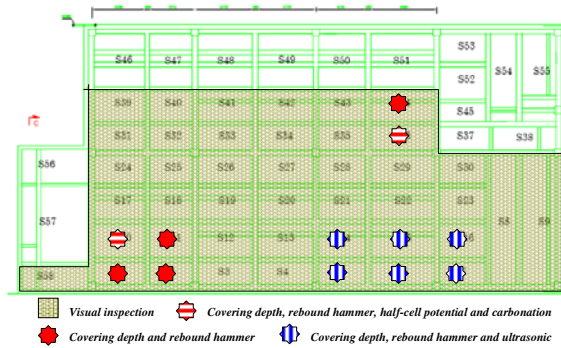 S46 S47 S48 S49 S50 S51 S53
S52 S54 S55
S39 S40 S41 S42 S43 S45
S31 S32 S33 S34 S35 S37 S38
S56 S24 S25 S26 S27 S28 S29 S30
S57 S17 S18 S19 S20 S21 S22 S23 S8 S9
S12 S13
S58 S3 S4
Visual inspection
Covering depth, rebound hammer, half-cell potential and carbonation
Covering depth and rebound hammer
Covering depth, rebound hammer and ultrasonic